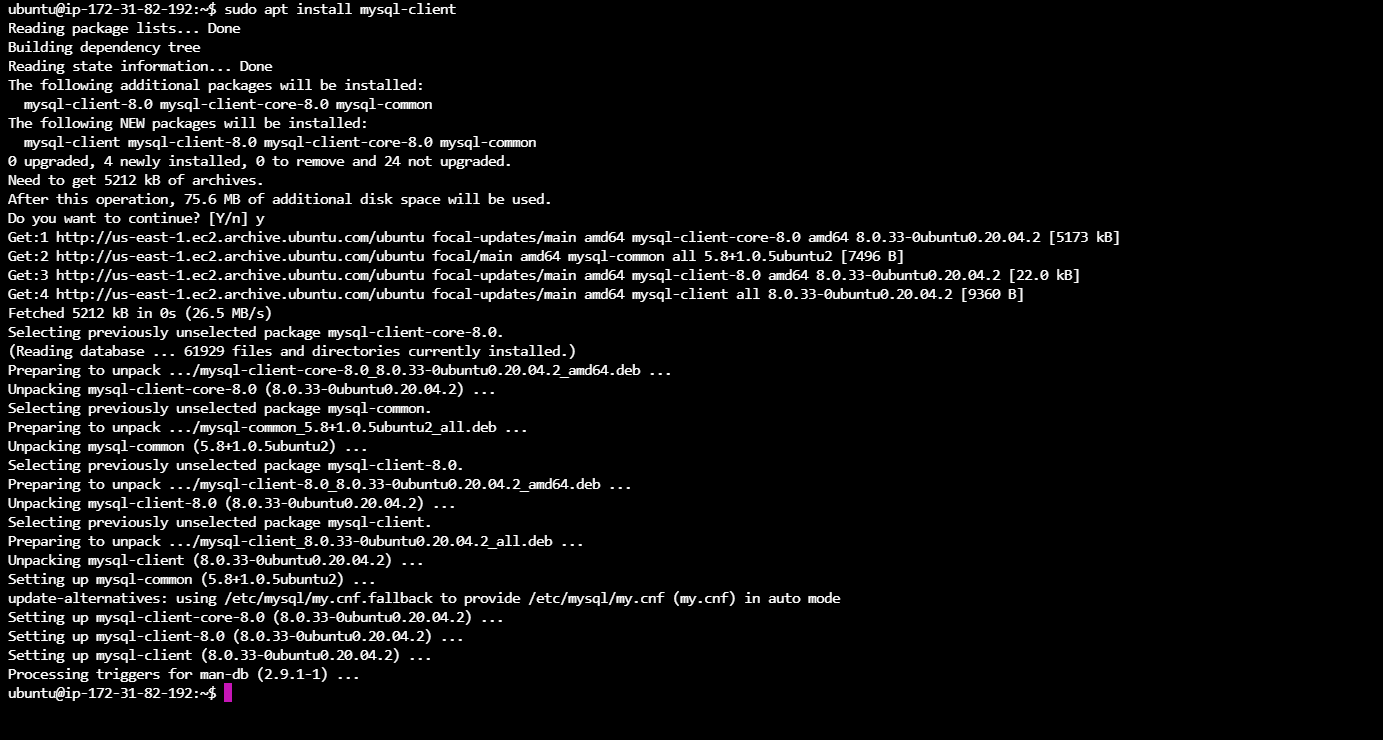 ubuntu@ip-172-31-82-192:~$ sudo apt install mysql-client
Reading package lists... Done
Building dependency tree
Reading state information... Done
The following additional packages will be installed:
  mysql-client-8.0 mysql-client-core-8.0 mysql-common
The following NEW packages will be installed:
  mysql-client mysql-client-8.0 mysql-client-core-8.0 mysql-common
0 upgraded, 4 newly installed, 0 to remove and 24 not upgraded.
Need to get 5212 kB of archives.
After this operation, 75.6 MB of additional disk space will be used.
Do you want to continue? [Y/n] y
Get:1 http://us-east-1.ec2.archive.ubuntu.com/ubuntu focal-updates/main amd64 mysql-client-core-8.0 amd64 8.0.33-0ubuntu0.20.04.2 [5173 kB]
Get:2 http://us-east-1.ec2.archive.ubuntu.com/ubuntu focal/main amd64 mysql-common all 5.8+1.0.5ubuntu2 [7496 B]
Get:3 http://us-east-1.ec2.archive.ubuntu.com/ubuntu focal-updates/main amd64 mysql-client-8.0 amd64 8.0.33-0ubuntu0.20.04.2 [22.0 kB]
Get:4 http://us-east-1.ec2.archive.ubuntu.com/ubuntu focal-updates/main amd64 mysql-client all 8.0.33-0ubuntu0.20.04.2 [9360 B]
Fetched 5212 kB in 0s (26.5 MB/s)
Selecting previously unselected package mysql-client-core-8.0.
(Reading database ... 61929 files and directories currently installed.)
Preparing to unpack .../mysql-client-core-8.0_8.0.33-0ubuntu0.20.04.2_amd64.deb ...
Unpacking mysql-client-core-8.0 (8.0.33-0ubuntu0.20.04.2) ...
Selecting previously unselected package mysql-common.
Preparing to unpack .../mysql-common_5.8+1.0.5ubuntu2_all.deb ...
Unpacking mysql-common (5.8+1.0.5ubuntu2) ...
Selecting previously unselected package mysql-client-8.0.
Preparing to unpack .../mysql-client-8.0_8.0.33-0ubuntu0.20.04.2_amd64.deb ...
Unpacking mysql-client-8.0 (8.0.33-0ubuntu0.20.04.2) ...
Selecting previously unselected package mysql-client.
Preparing to unpack .../mysql-client_8.0.33-0ubuntu0.20.04.2_all.deb ...
Unpacking mysql-client (8.0.33-0ubuntu0.20.04.2) ...
Setting up mysql-common (5.8+1.0.5ubuntu2) ...
update-alternatives: using /etc/mysql/my.cnf.fallback to provide /etc/mysql/my.cnf (my.cnf) in auto mode
Setting up mysql-client-core-8.0 (8.0.33-0ubuntu0.20.04.2) ...
Setting up mysql-client-8.0 (8.0.33-0ubuntu0.20.04.2) ...
Setting up mysql-client (8.0.33-0ubuntu0.20.04.2) ...
Processing triggers for man-db (2.9.1-1) ...
ubuntu@ip-172-31-82-192:~$